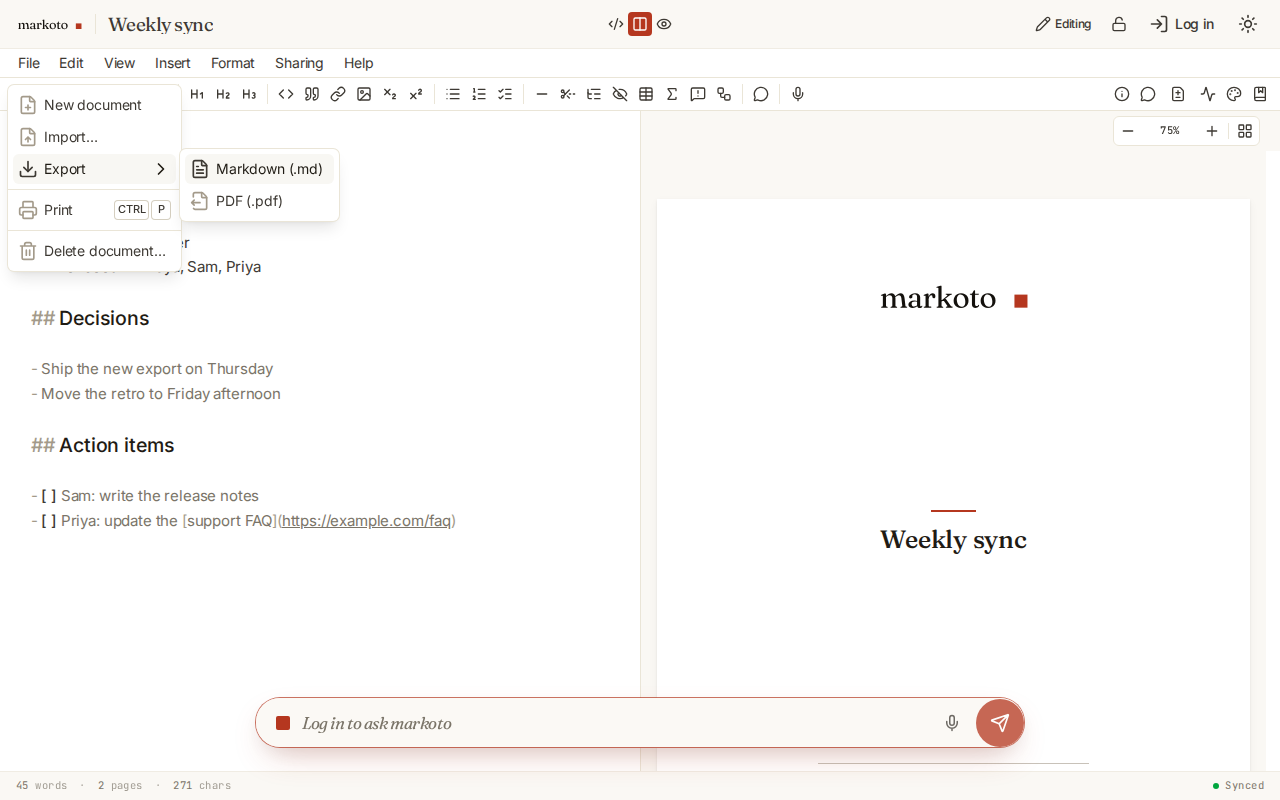 markoto
Weekly sync
Editing
Log in
File Edit View Insert Format Sharing Help
New document
Import...
Export
Print CTRL P
Delete document...
Markdown (.md)
PDF (.pdf)
H1 H2 H3
75%
Sam, Priya
## Decisions
- Ship the new export on Thursday
- Move the retro to Friday afternoon
## Action items
- [ ] Sam: write the release notes
- [ ] Priya: update the [support FAQ](https://example.com/faq)
markoto
Weekly sync
Log in to ask markoto
45 words · 2 pages · 271 chars
Synced